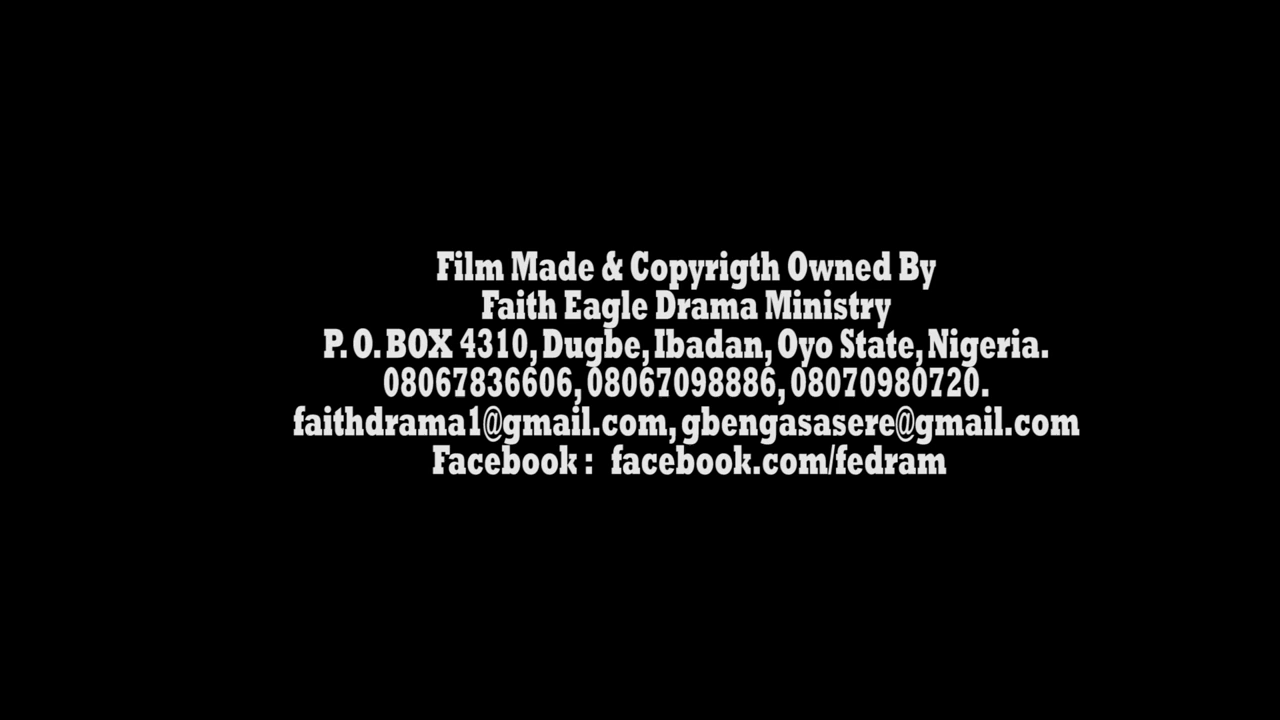 Film Made & Copyrigth Owned By
Faith Eagle Drama Ministry
P. O. BOX 4310, Dugbe, Ibadan, Oyo State, Nigeria.
08067836606, 08067098886, 08070980720.
faithdrama1@gmail.com, gbengasasere@gmail.com
Facebook : facebook.com/fedram